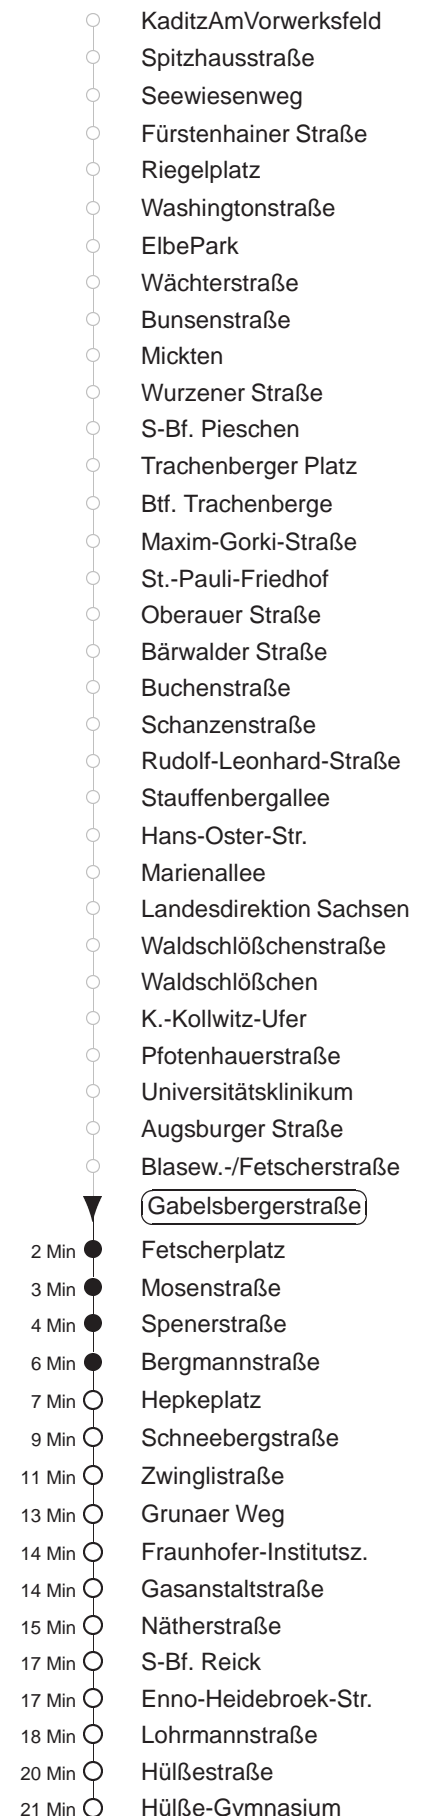 KaditzAmVorwerksfeld
Spitzhausstraße
Seewiesenweg
Fürstenhainer Straße
Riegelplatz
Washingtonstraße
ElbePark
Wächterstraße
Bunsenstraße
Mickten
Wurzener Straße
S-Bf. Pieschen
Trachenberger Platz
Btf. Trachenberge
Maxim-Gorki-Straße
St.-Pauli-Friedhof
Oberauer Straße
Bärwalder Straße
Buchenstraße
Schanzenstraße
Rudolf-Leonhard-Straße
Stauffenbergallee
Hans-Oster-Str.
Marienallee
Landesdirektion Sachsen
Waldschlößchenstraße
Waldschlößchen
K.-Kollwitz-Ufer
Pfotenhauerstraße
Universitätsklinikum
Augsburger Straße
Blasew.-/Fetscherstraße
Gabelsbergerstraße
2 Min Fetscherplatz
3 Min Mosenstraße
4 Min Spenerstraße
6 Min Bergmannstraße
7 Min Hepkeplatz
9 Min Schneebergstraße
11 Min Zwinglistraße
13 Min Grunaer Weg
14 Min Fraunhofer-Institutsz.
14 Min Gasanstaltstraße
15 Min Nätherstraße
17 Min S-Bf. Reick
17 Min Enno-Heidebroek-Str.
18 Min Lohrmannstraße
20 Min Hülßestraße
21 Min Hülße-Gymnasium